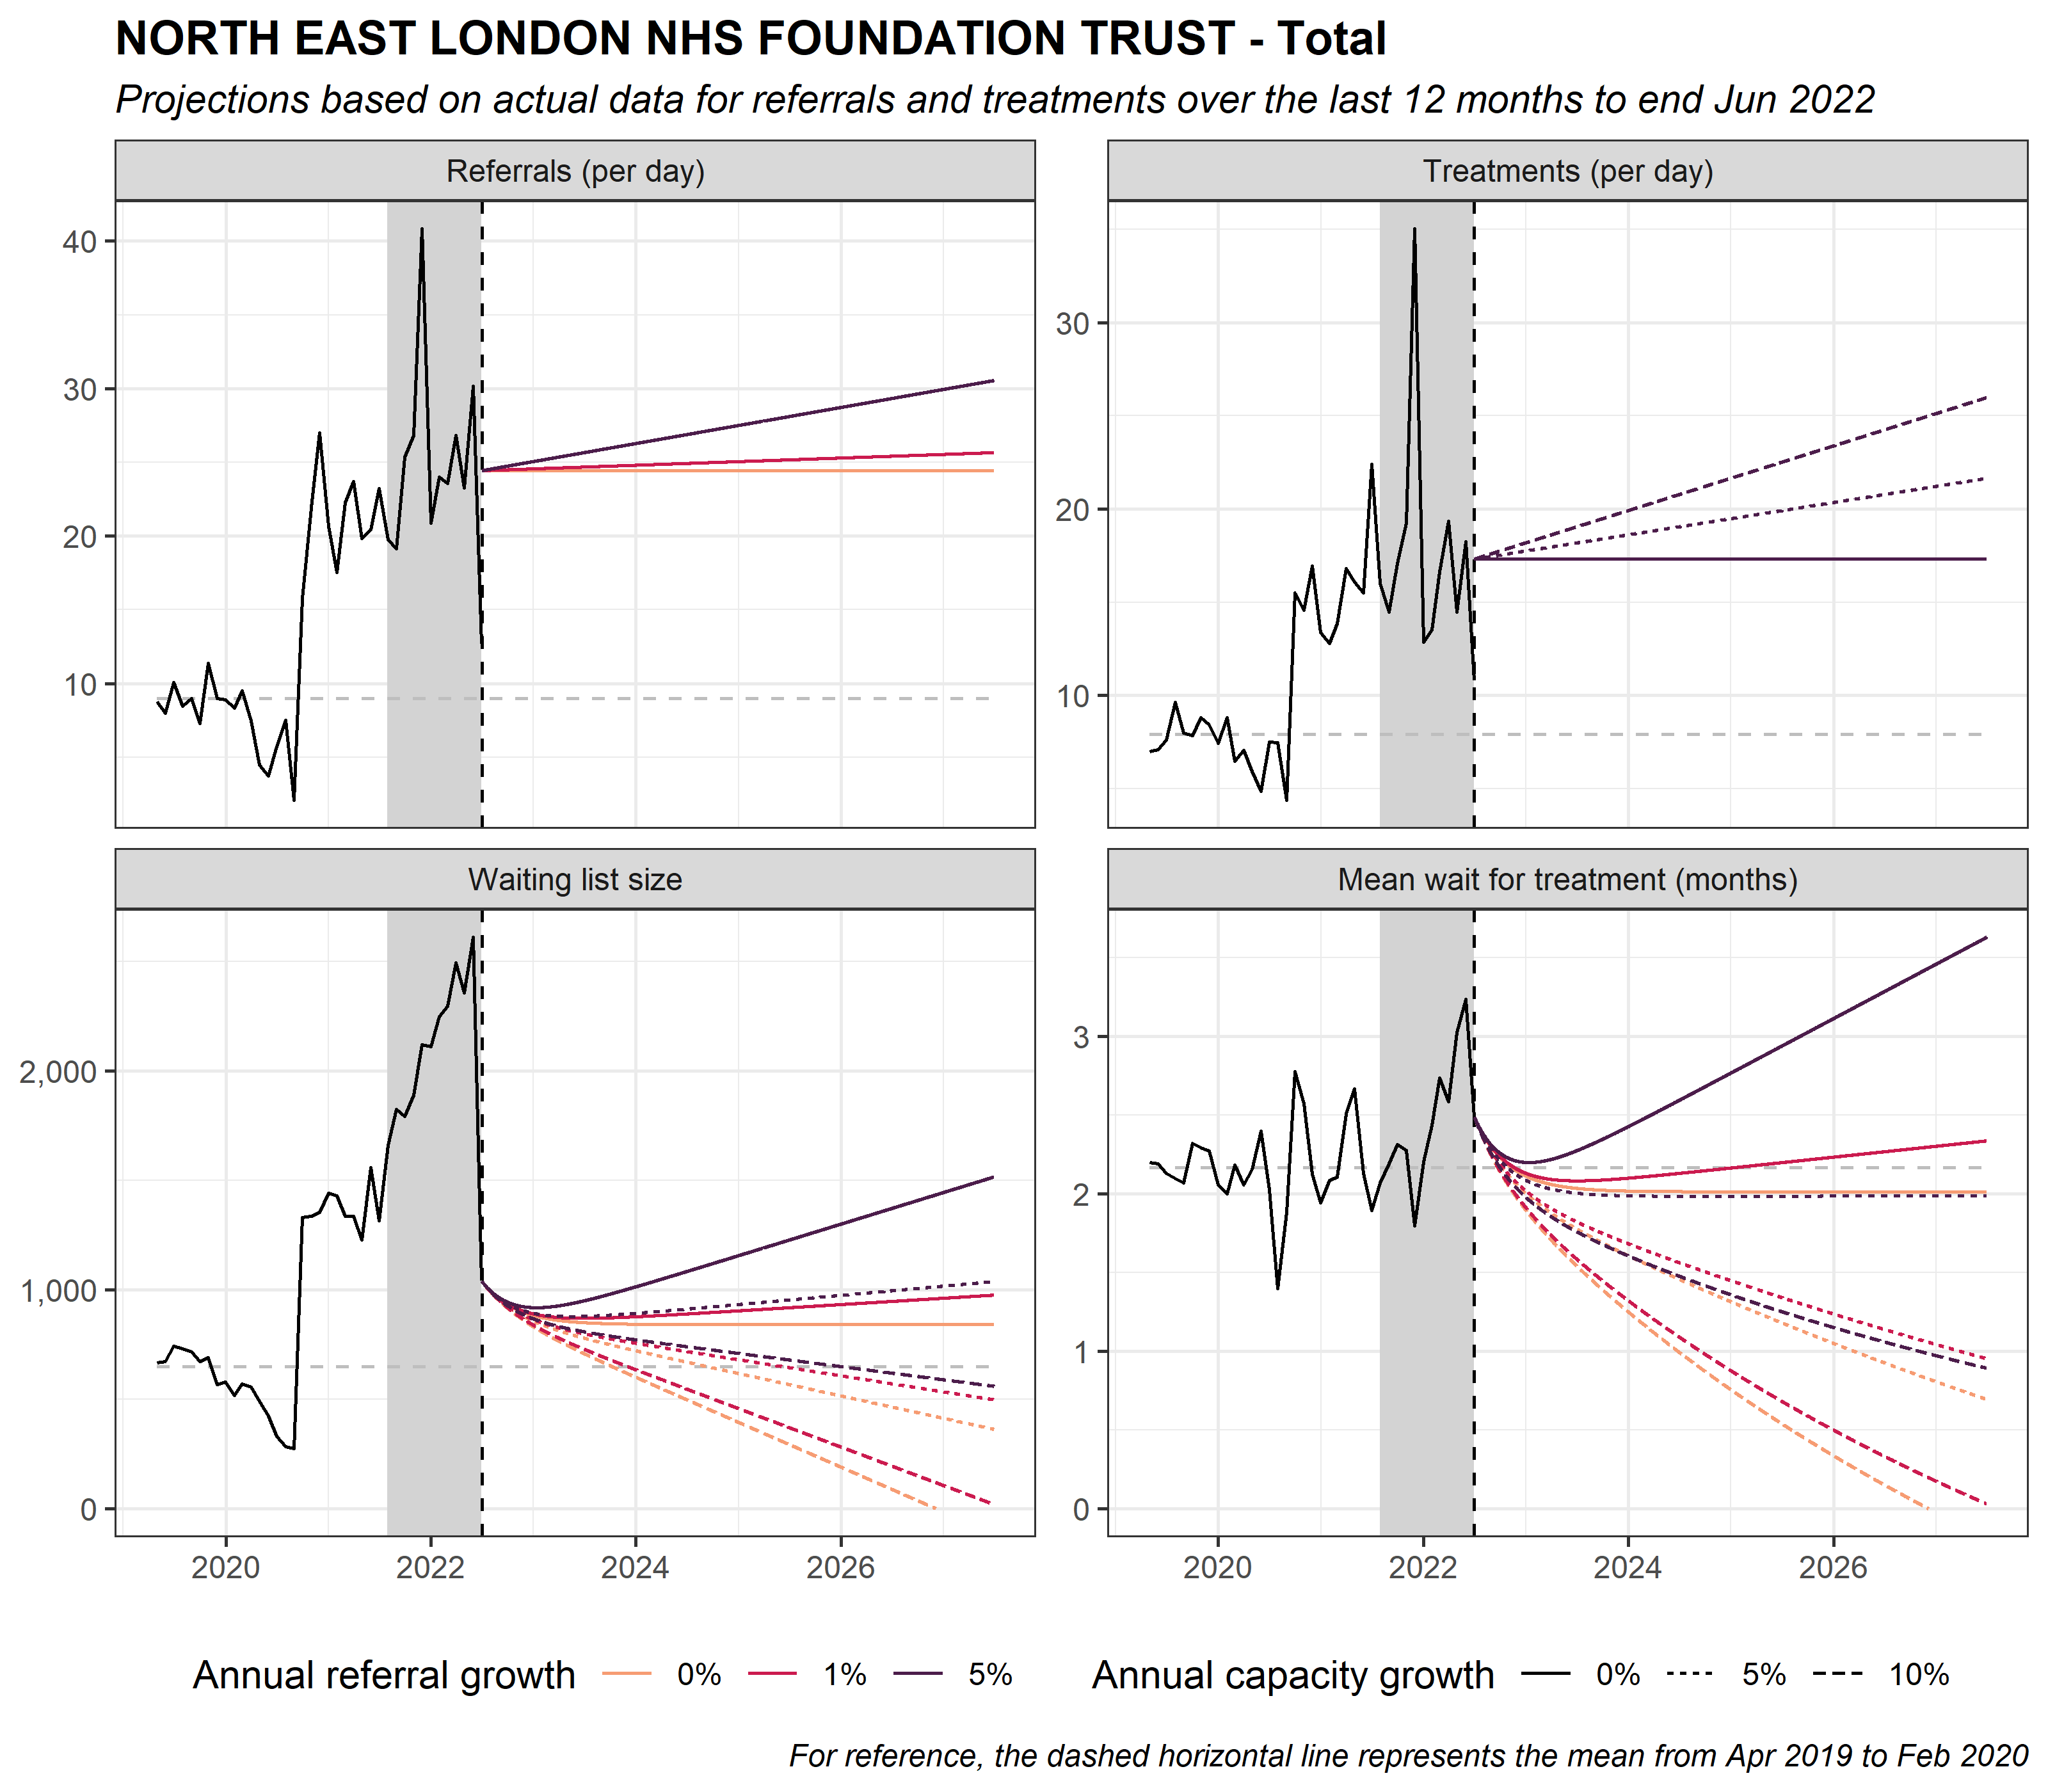 NORTH EAST LONDON NHS FOUNDATION TRUST - Total
Projections based on actual data for referrals and treatments over the last 12 months to end Jun 2022
Referrals (per day)
40
30
20
10
Treatments (per day)
30
20
10
Waiting list size
2,000
1,000
0
2020 2022 2024 2026
Mean wait for treatment (months)
3
2
1
0
2020 2022 2024 2026
Annual referral growth 0% 1% 5%
Annual capacity growth 0% 5% 10%
For reference, the dashed horizontal line represents the mean from Apr 2019 to Feb 2020